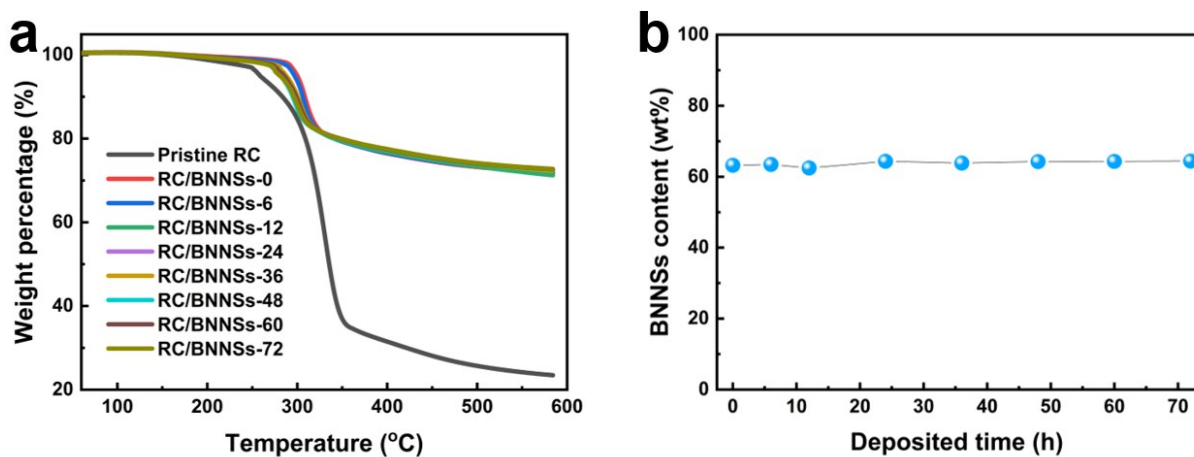 a
Weight percentage (%)
100
80
60
40
20
Pristine RC
RC/BNNSs-0
RC/BNNSs-6
RC/BNNSs-12
RC/BNNSs-24
RC/BNNSs-36
RC/BNNSs-48
RC/BNNSs-60
RC/BNNSs-72
100 200 300 400 500 600
Temperature (°C)
b
BNNSs content (wt%)
100
80
60
40
20
0
0 10 20 30 40 50 60 70
Deposited time (h)